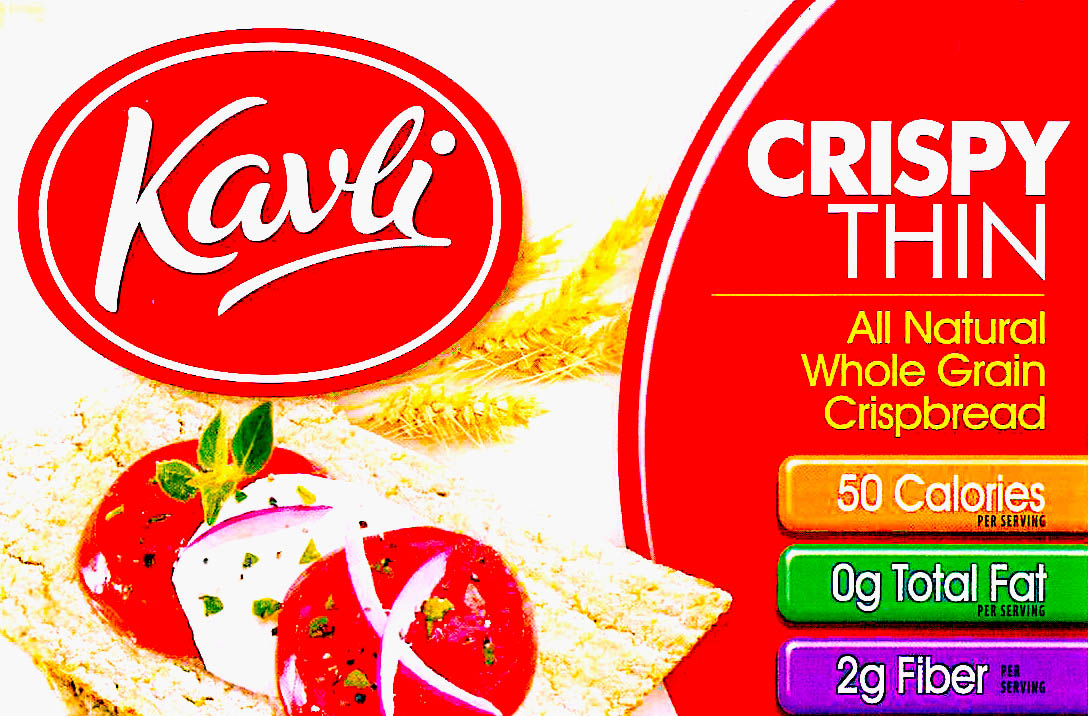 Kavli
CRISPY
THIN
All Natural
Whole Grain
Crispbread
50 Calories
PER SERVING
0g Total Fat
PER SERVING
2g Fiber PER
SERVING